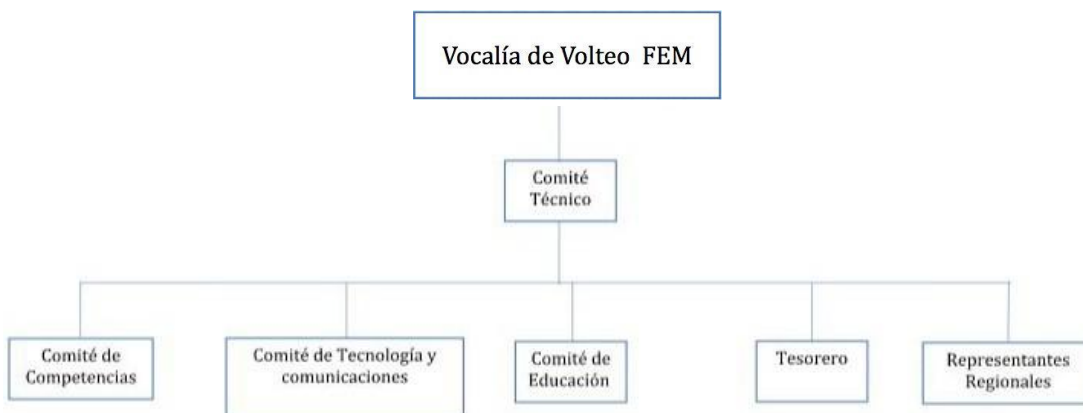 Vocalía de Volteo FEM
Comité
Técnico
Comité de
Competencias
Comité de Tecnología y
comunicaciones
Comité de
Educación
Tesorero
Representantes
Regionales